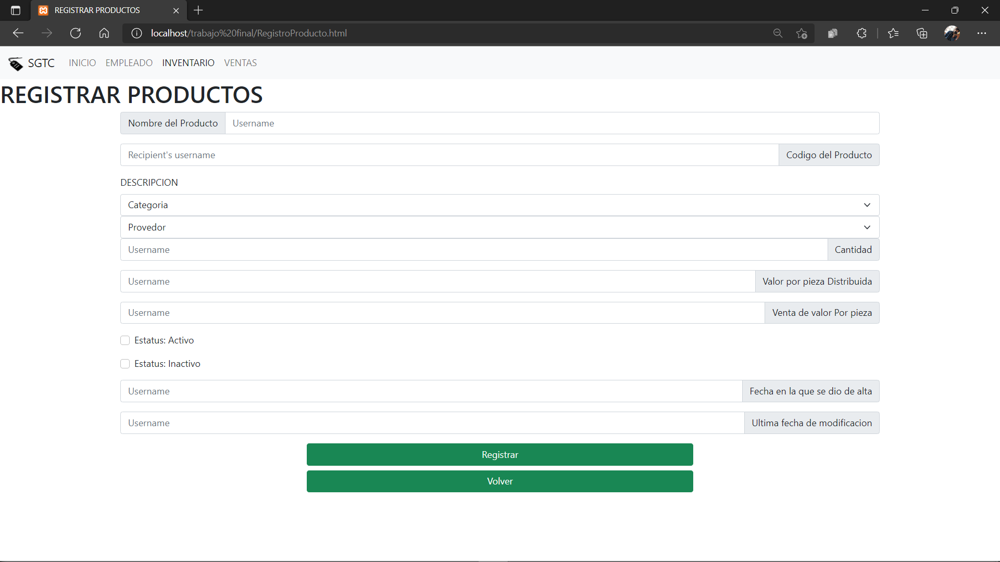 REGISTRAR PRODUCTOS
localhost/trabajo%20final/RegistroProducto.html
SGTC INICIO EMPLEADO INVENTARIO VENTAS
REGISTRAR PRODUCTOS
Nombre del Producto Username
Recipient's username Codigo del Producto
DESCRIPCION
Categoria
Provedor
Username Cantidad
Username Valor por pieza Distribuida
Username Venta de valor Por pieza
Estatus: Activo
Estatus: Inactivo
Username Fecha en la que se dio de alta
Username Ultima fecha de modificacion
Registrar
Volver